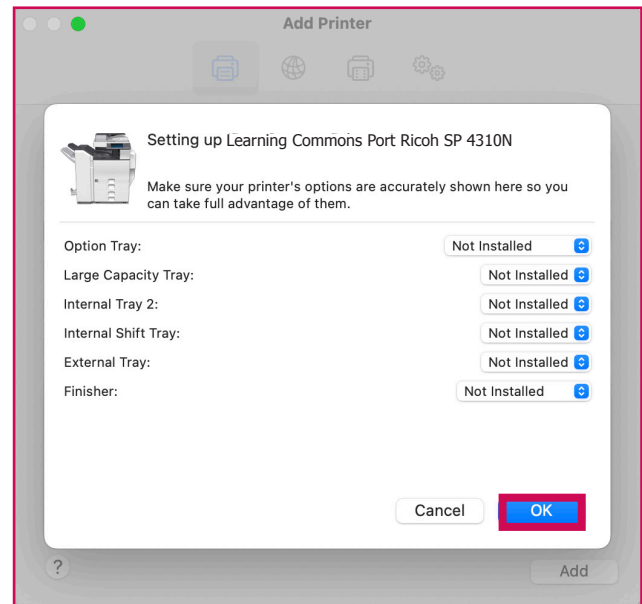 Add Printer
Setting up Learning Commons Port Ricoh SP 4310N
Make sure your printer's options are accurately shown here so you
can take full advantage of them.
Option Tray: Not Installed
Large Capacity Tray: Not Installed
Internal Tray 2: Not Installed
Internal Shift Tray: Not Installed
External Tray: Not Installed
Finisher: Not Installed
Cancel OK
? Add